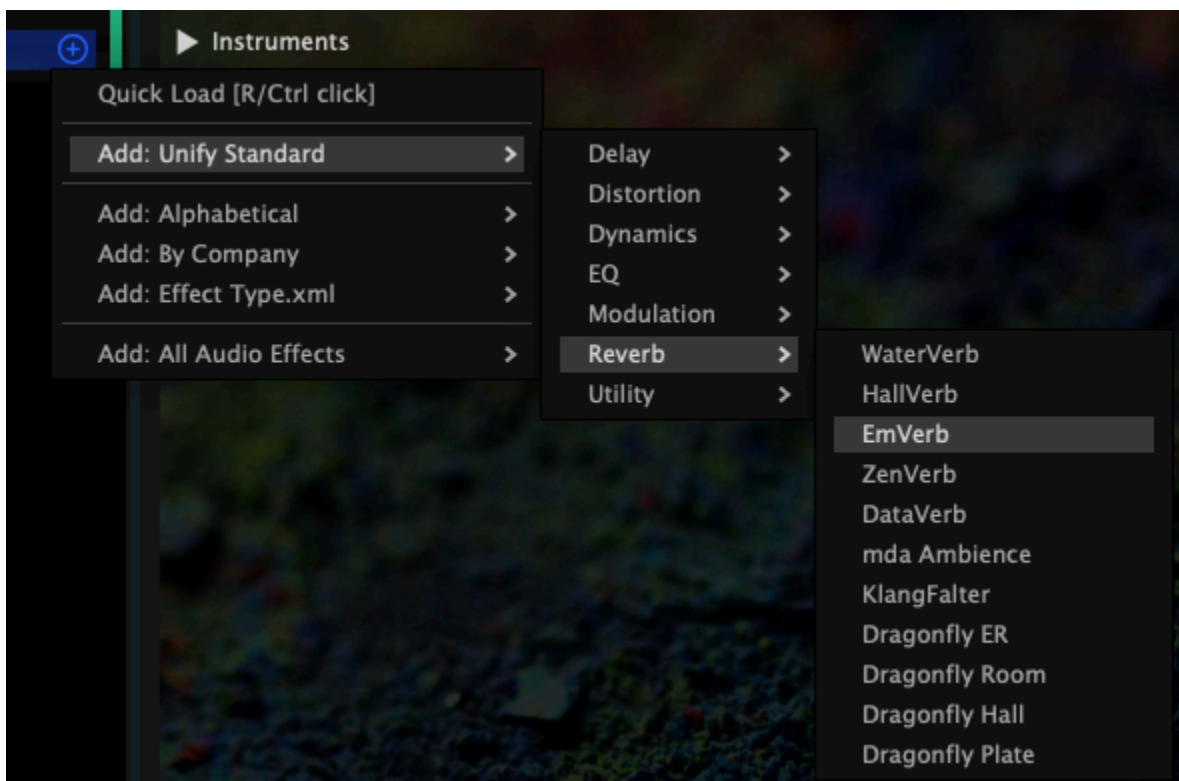 Instruments
Quick Load [R/Ctrl click]
Add: Unify Standard
Add: Alphabetical
Add: By Company
Add: Effect Type.xml
Add: All Audio Effects
Delay
Distortion
Dynamics
EQ
Modulation
Reverb
Utility
WaterVerb
HallVerb
EmVerb
ZenVerb
DataVerb
mda Ambience
KlangFalter
Dragonfly ER
Dragonfly Room
Dragonfly Hall
Dragonfly Plate